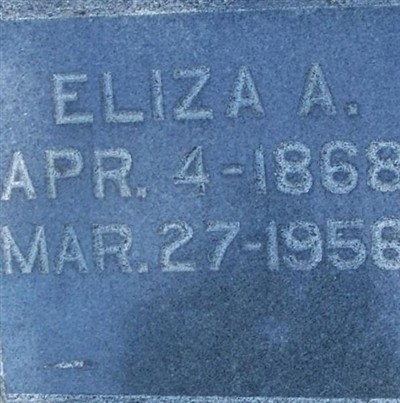 ELIZA A.
APR. 4-1868
MAR. 27-1956